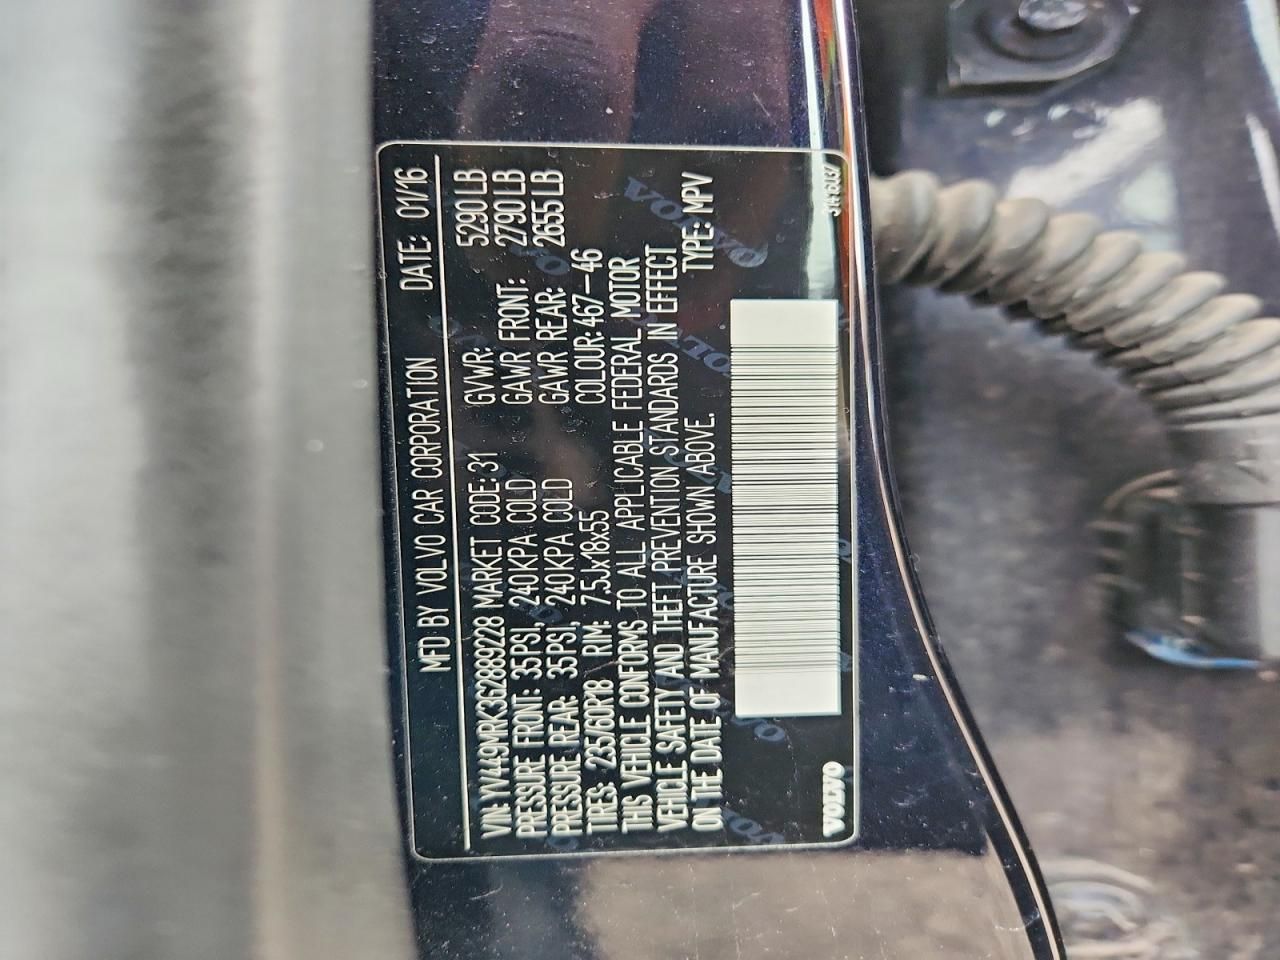 MFD BY VOLVO CAR CORPORATION DATE: 01/16
VIN: YV449MRK3G2889228 MARKET CODE: 31 GVWR: 5290 LB
PRESSURE FRONT: 35PSI, 240KPA COLD GAWR FRONT: 2790 LB
PRESSURE REAR: 35PSI, 240KPA COLD GAWR REAR: 2655 LB
TIRES: 235/60R18 RIM: 7,5Jx18x55 COLOUR: 467-46
THIS VEHICLE CONFORMS TO ALL APPLICABLE FEDERAL MOTOR
VEHICLE SAFETY AND THEFT PREVENTION STANDARDS IN EFFECT
ON THE DATE OF MANUFACTURE SHOWN ABOVE. TYPE: MPV
VOLVO 31416037